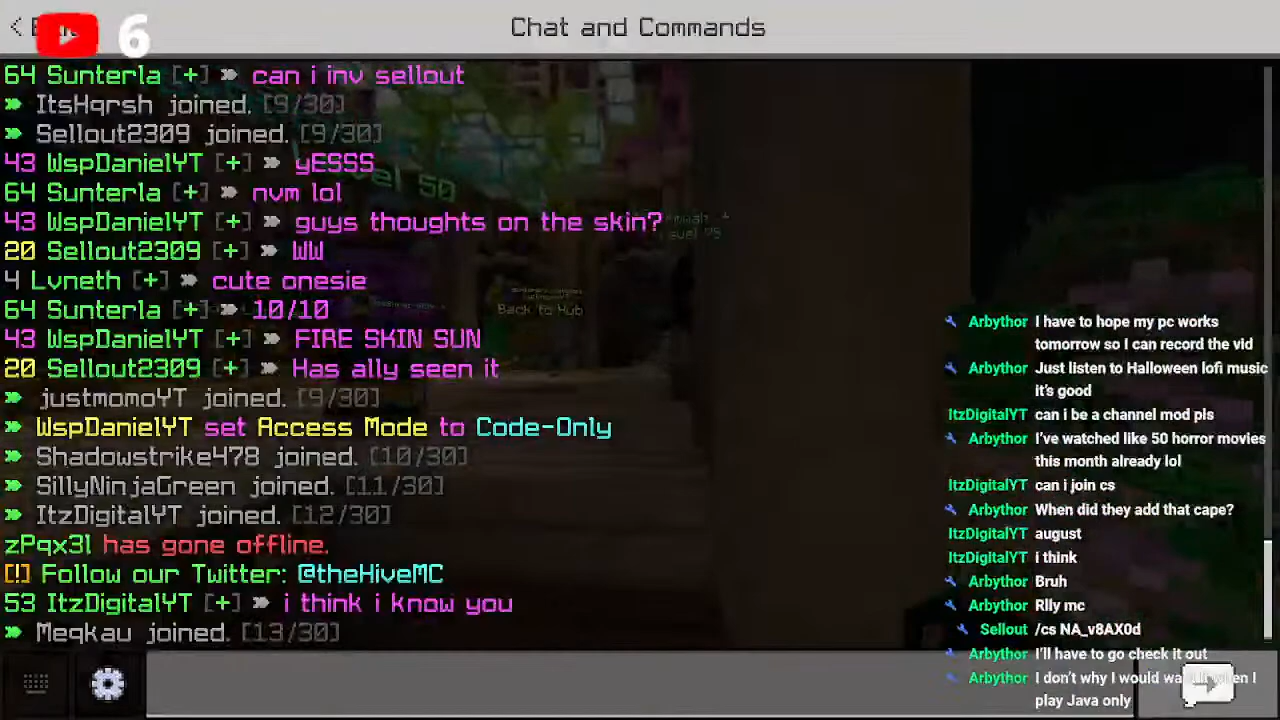 6
Chat and Commands
64 Sunterla [+] » can i inv sellout
» ItsHqrsh joined. [9/30]
» Sellout2309 joined. [9/30]
43 WspDanielYT [+] » yESSS
64 Sunterla [+] » nvm lol
43 WspDanielYT [+] » guys thoughts on the skin?
20 Sellout2309 [+] » WW
4 Lvneth [+] » cute onesie
64 Sunterla [+] » 10/10
43 WspDanielYT [+] » FIRE SKIN SUN
20 Sellout2309 [+] » Has ally seen it
» justmomoYT joined. [9/30]
» WspDanielYT set Access Mode to Code-Only
» Shadowstrike478 joined. [10/30]
» SillyNinjaGreen joined. [11/30]
» ItzDigitalYT joined. [12/30]
zPqx3l has gone offline.
[!] Follow our Twitter: @theHiveMC
53 ItzDigitalYT [+] » i think i know you
» Meqkau joined. [13/30]
vel 50
Back to Hub
Arbythor I have to hope my pc works
tomorrow so I can record the vid
Arbythor Just listen to Halloween lofi music
it's good
ItzDigitalYT can i be a channel mod pls
Arbythor I've watched like 50 horror movies
this month already lol
ItzDigitalYT can i join cs
Arbythor When did they add that cape?
ItzDigitalYT august
ItzDigitalYT i think
Arbythor Bruh
Arbythor Rlly mc
Sellout /cs NA_v8AX0d
Arbythor I'll have to go check it out
Arbythor I don't why I would when I
play Java only